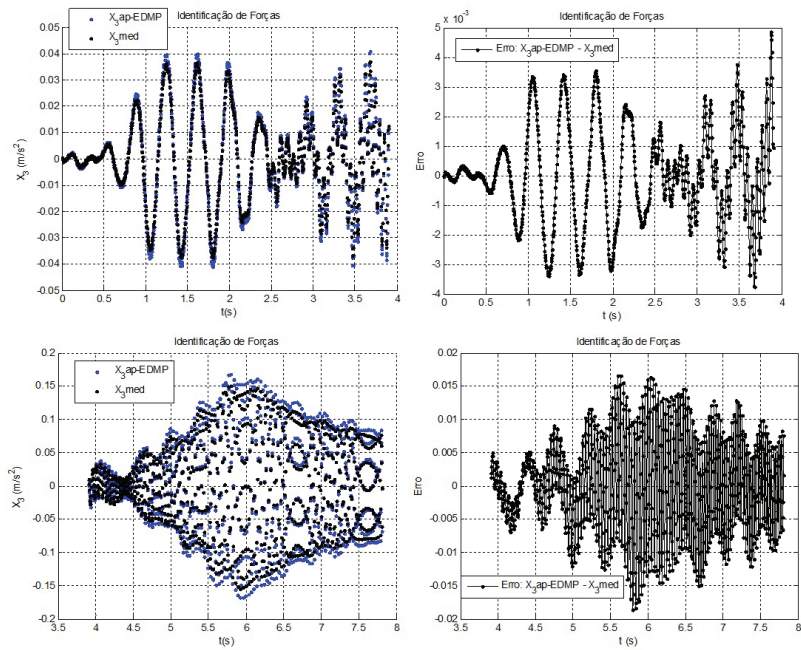 Identificação de Forças
X3ap-EDMP
X3med
0.05
0.04
0.03
0.02
0.01
0
-0.01
-0.02
-0.03
-0.04
-0.05
X3 (m/s²)
0 0.5 1 1.5 2 2.5 3 3.5 4
t(s)
Identificação de Forças
x 10⁻³
Erro: X3ap-EDMP - X3med
5
4
3
2
1
0
-1
-2
-3
-4
Erro
0 0.5 1 1.5 2 2.5 3 3.5 4
t (s)
Identificação de Forças
X3ap-EDMP
X3med
0.2
0.15
0.1
0.05
0
-0.05
-0.1
-0.15
-0.2
X3 (m/s²)
3.5 4 4.5 5 5.5 6 6.5 7 7.5 8
t(s)
Identificação de Forças
0.02
0.015
0.01
0.005
0
-0.005
-0.01
-0.015
-0.02
Erro
Erro: X3ap-EDMP - X3med
3.5 4 4.5 5 5.5 6 6.5 7 7.5 8
t (s)